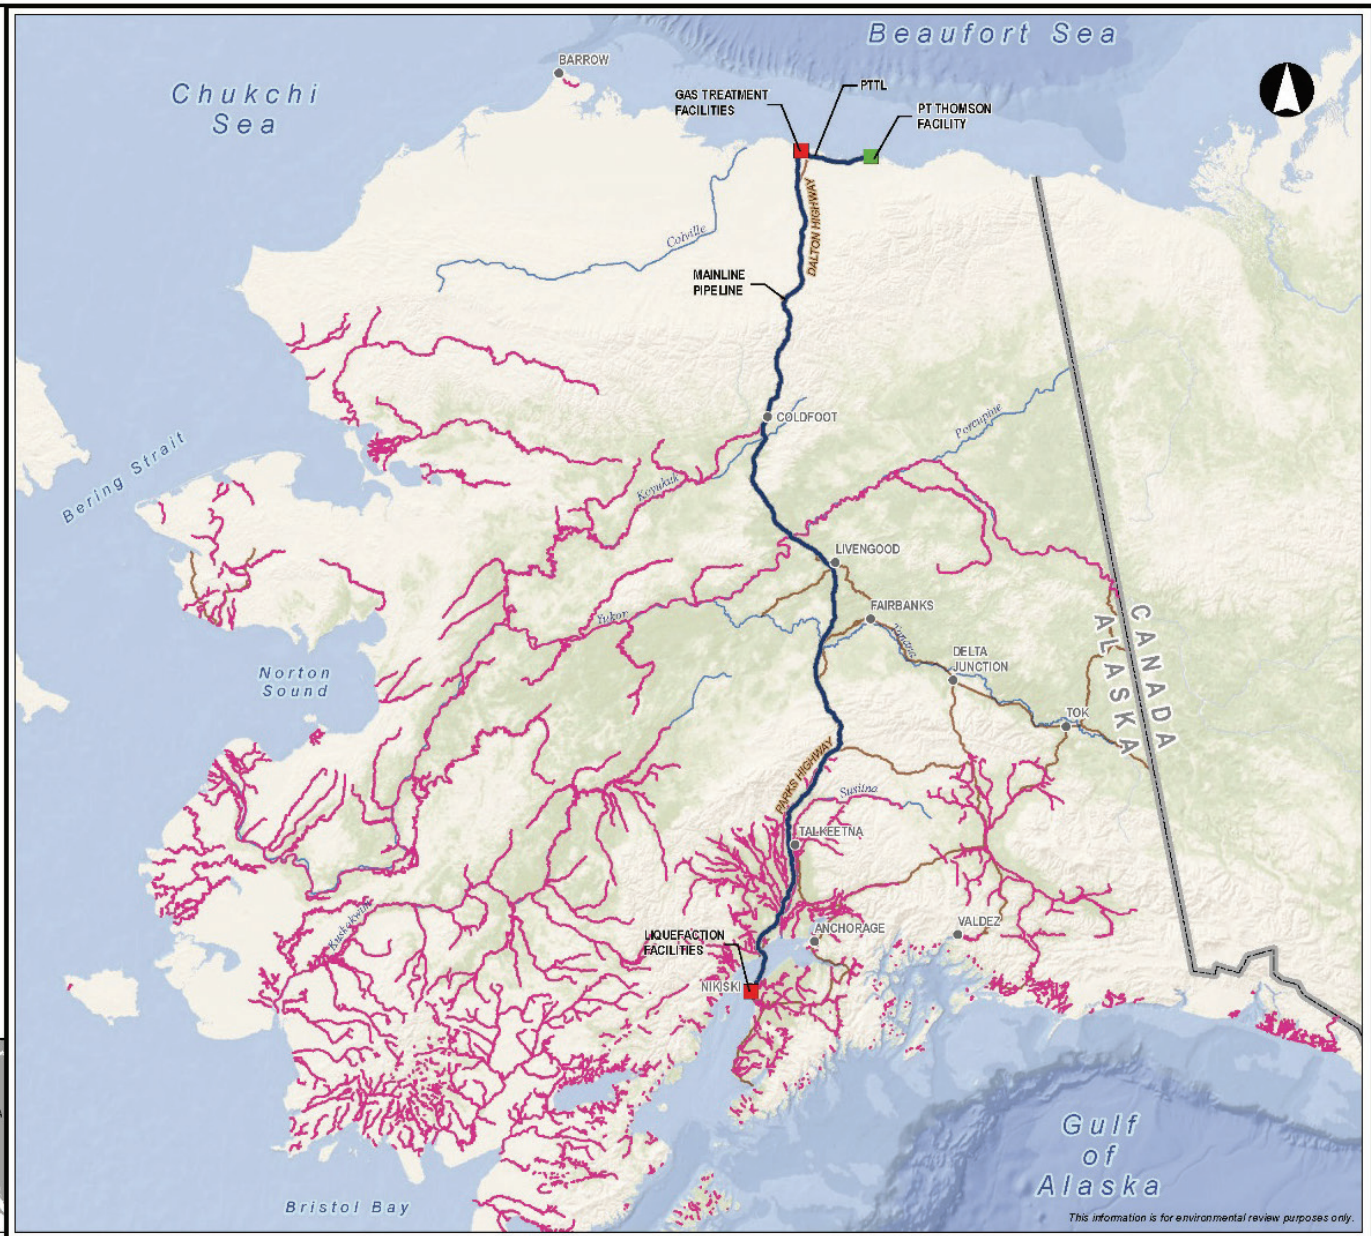 Beaufort Sea
BARROW
Chukchi
Sea
GAS TREATMENT
FACILITIES
PTTL
PT THOMSON
FACILITY
DALTON HIGHWAY
Colville
MAINLINE
PIPELINE
COLDFOOT
Porcupine
Bering Strait
Koyukuk
LIVENGOOD
FAIRBANKS
Yukon
Tanana
CANADA
ALASKA
DELTA
JUNCTION
Norton
Sound
TOK
PARKS HIGHWAY
Susitna
TALKEETNA
Kuskokwim
LIQUEFACTION
FACILITIES
ANCHORAGE
VALDEZ
NIKISKI
Gulf
of
Alaska
Bristol Bay
This information is for environmental review purposes only.